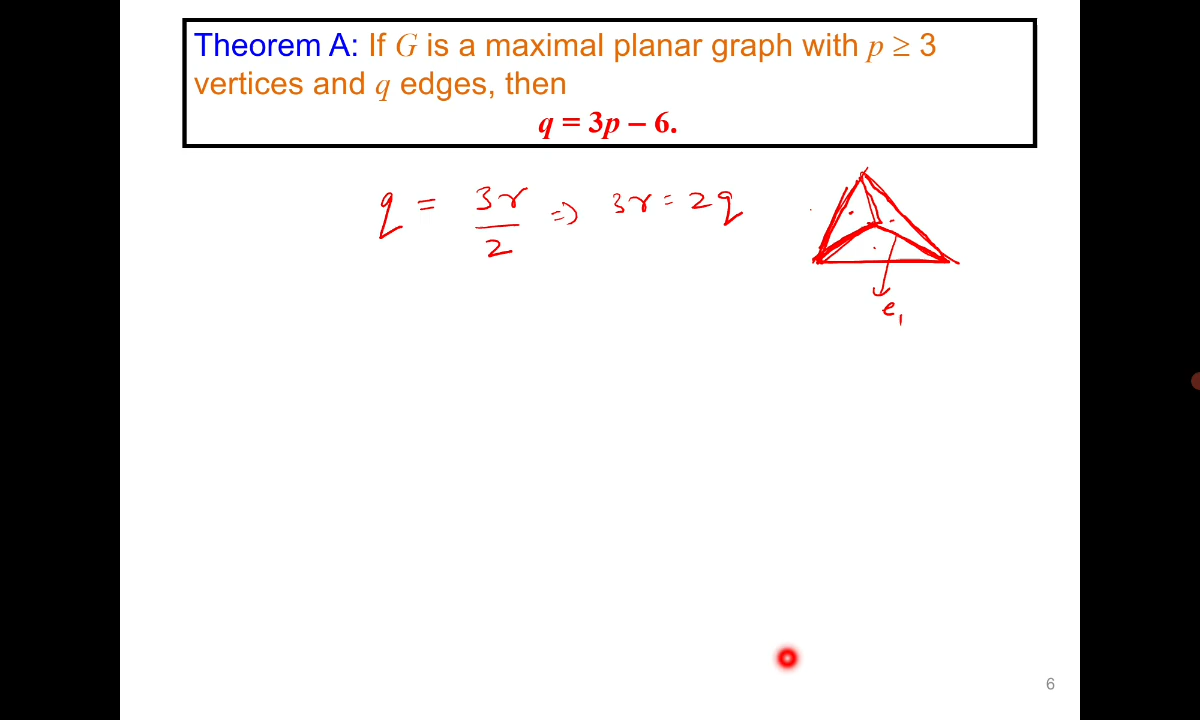 Theorem A: If G is a maximal planar graph with p ≥ 3
vertices and q edges, then
q = 3p – 6.
q = 3r/2 ⇒ 3r = 2q
e₁
6